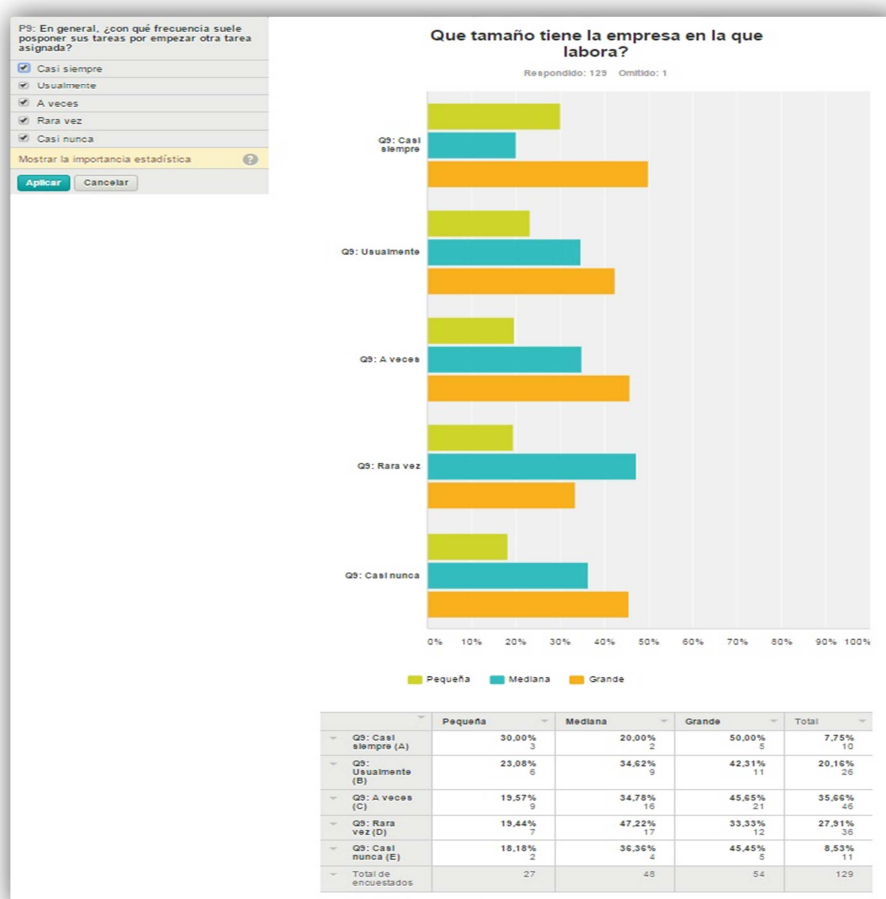 P9: En general, ¿con qué frecuencia suele
posponer sus tareas por empezar otra tarea
asignada?
Casi siempre
Usualmente
A veces
Rara vez
Casi nunca
Mostrar la importancia estadística ?
Aplicar Cancelar
Que tamaño tiene la empresa en la que
labora?
Respondido: 129 Omitido: 1
Q9: Casi
siempre
Q9: Usualmente
Q9: A veces
Q9: Rara vez
Q9: Casi nunca
0% 10% 20% 30% 40% 50% 60% 70% 80% 90% 100%
Pequeña Mediana Grande
Pequeña Mediana Grande Total
Q9: Casi 30,00% 20,00% 50,00% 7,75%
siempre (A) 3 2 5 10
Q9: 23,08% 34,62% 42,31% 20,16%
Usualmente 6 9 11 26
(B)
Q9: A veces 19,57% 34,78% 45,65% 35,66%
(C) 9 16 21 46
Q9: Rara 19,44% 47,22% 33,33% 27,91%
vez (D) 7 17 12 36
Q9: Casi 18,18% 36,36% 45,45% 8,53%
nunca (E) 2 4 5 11
Total de 27 48 54 129
encuestados